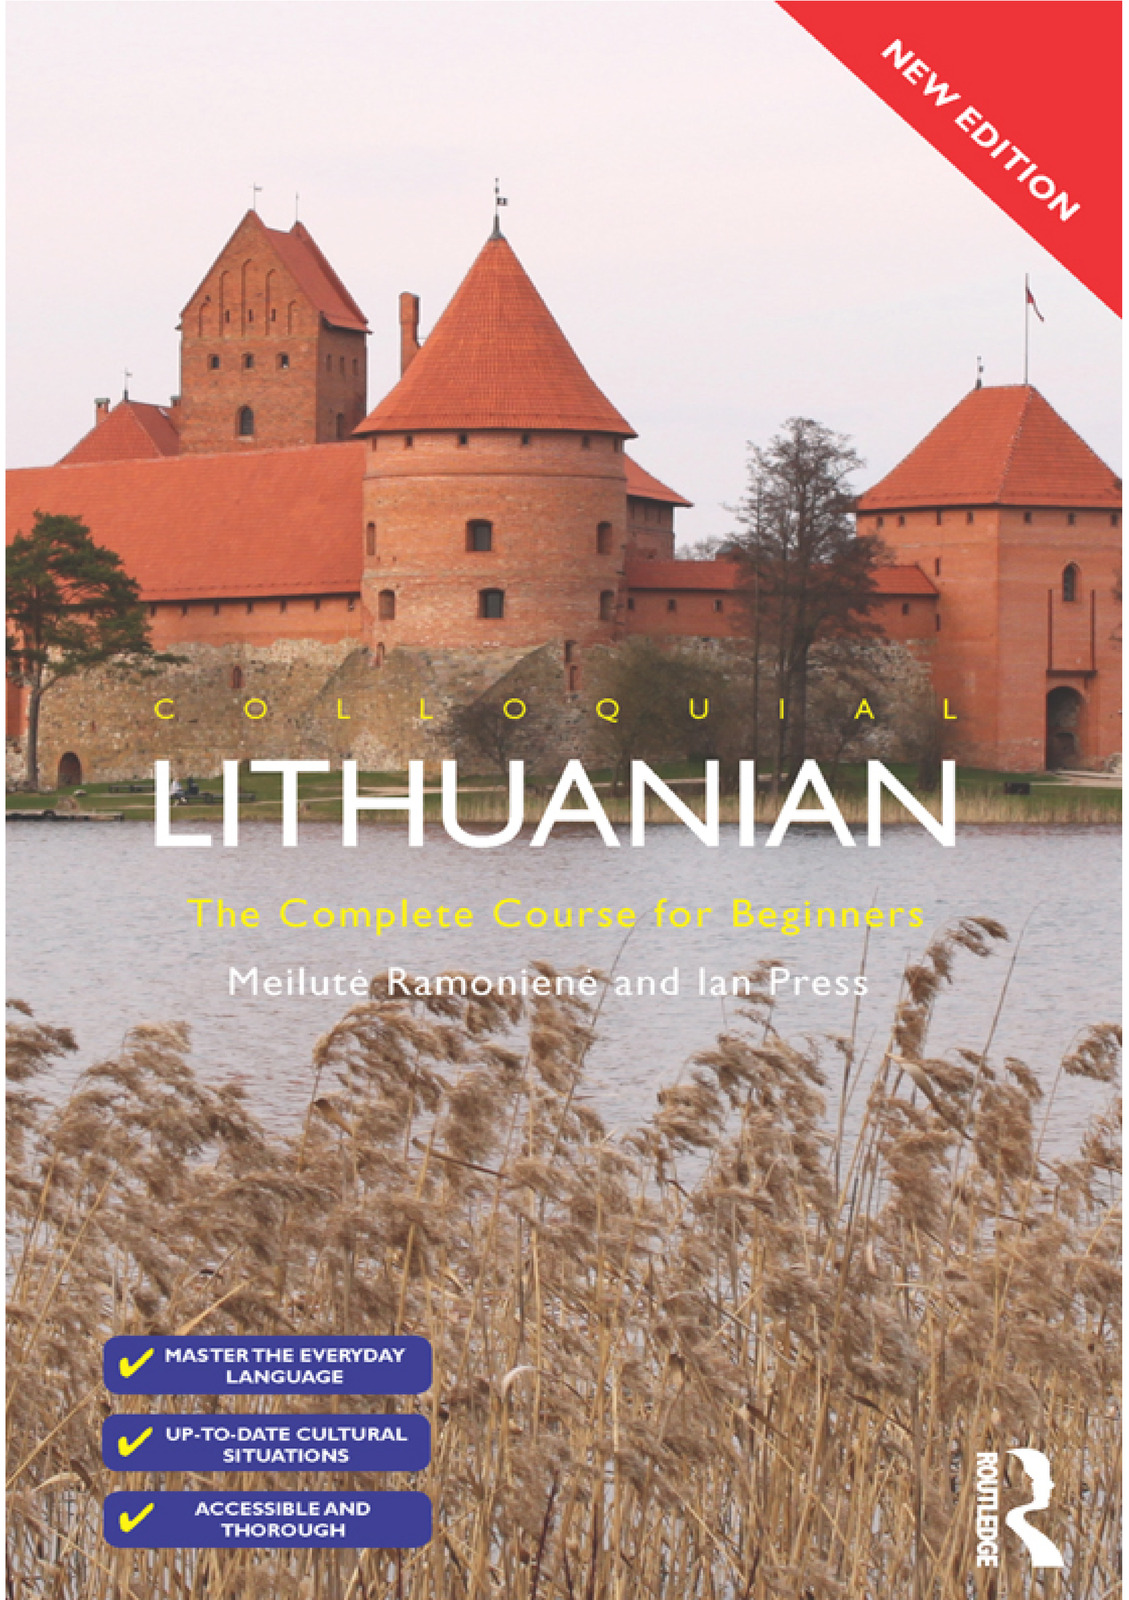 NEW EDITION
COLLOQUIAL
LITHUANIAN
The Complete Course for Beginners
Meilutė Ramonienė and Ian Press
✓ MASTER THE EVERYDAY
LANGUAGE
✓ UP-TO-DATE CULTURAL
SITUATIONS
✓ ACCESSIBLE AND
THOROUGH
ROUTLEDGE